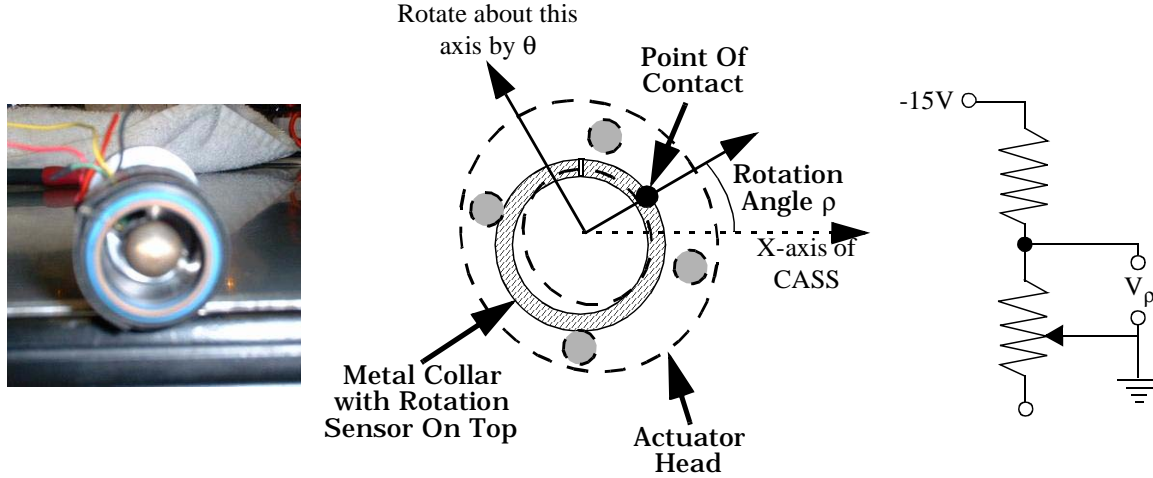 Rotate about this
axis by θ
Point Of
Contact
Rotation
Angle ρ
X-axis of
CASS
Metal Collar
with Rotation
Sensor On Top
Actuator
Head
-15V
Vρ